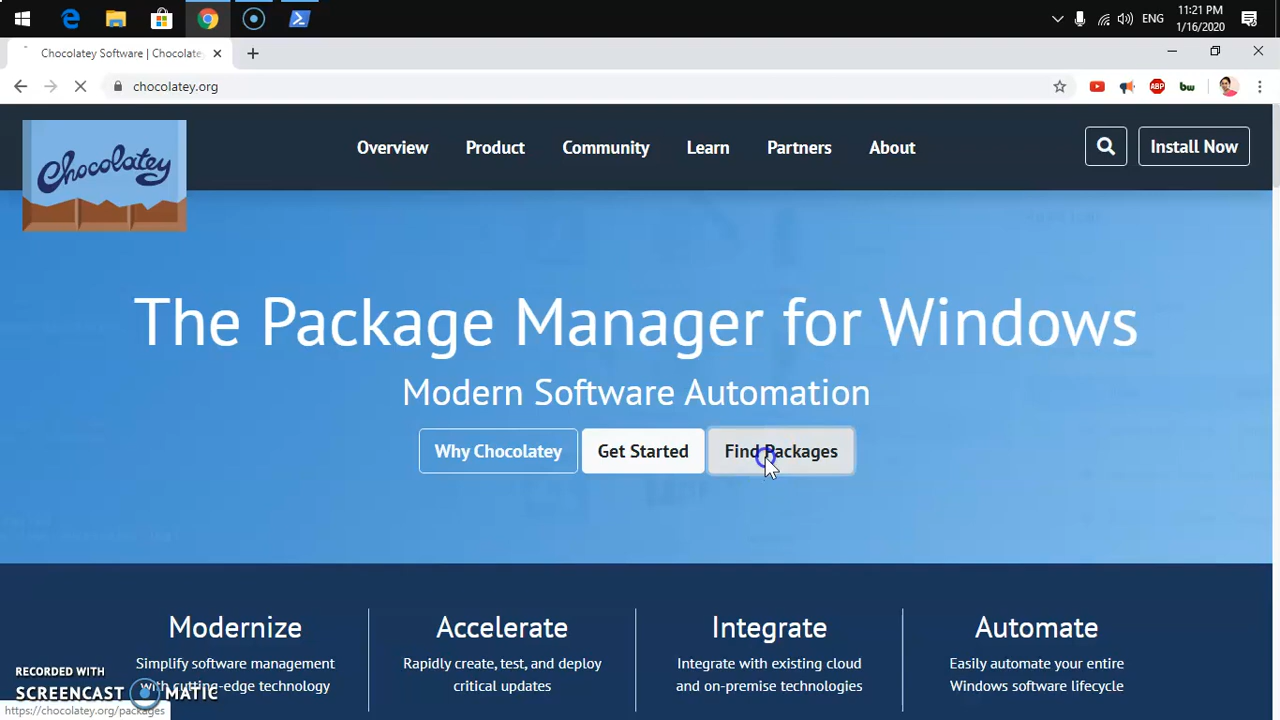 11:21 PM
ENG
1/16/2020
Chocolatey Software | Chocolate
chocolatey.org
ABP
bw
Chocolatey
Overview Product Community Learn Partners About
Install Now
The Package Manager for Windows
Modern Software Automation
Why Chocolatey Get Started Find Packages
Modernize Accelerate Integrate Automate
Simplify software management Rapidly create, test, and deploy Integrate with existing cloud Easily automate your entire
with cutting-edge technology critical updates and on-premise technologies Windows software lifecycle
RECORDED WITH
SCREENCAST MATIC
https://chocolatey.org/packages